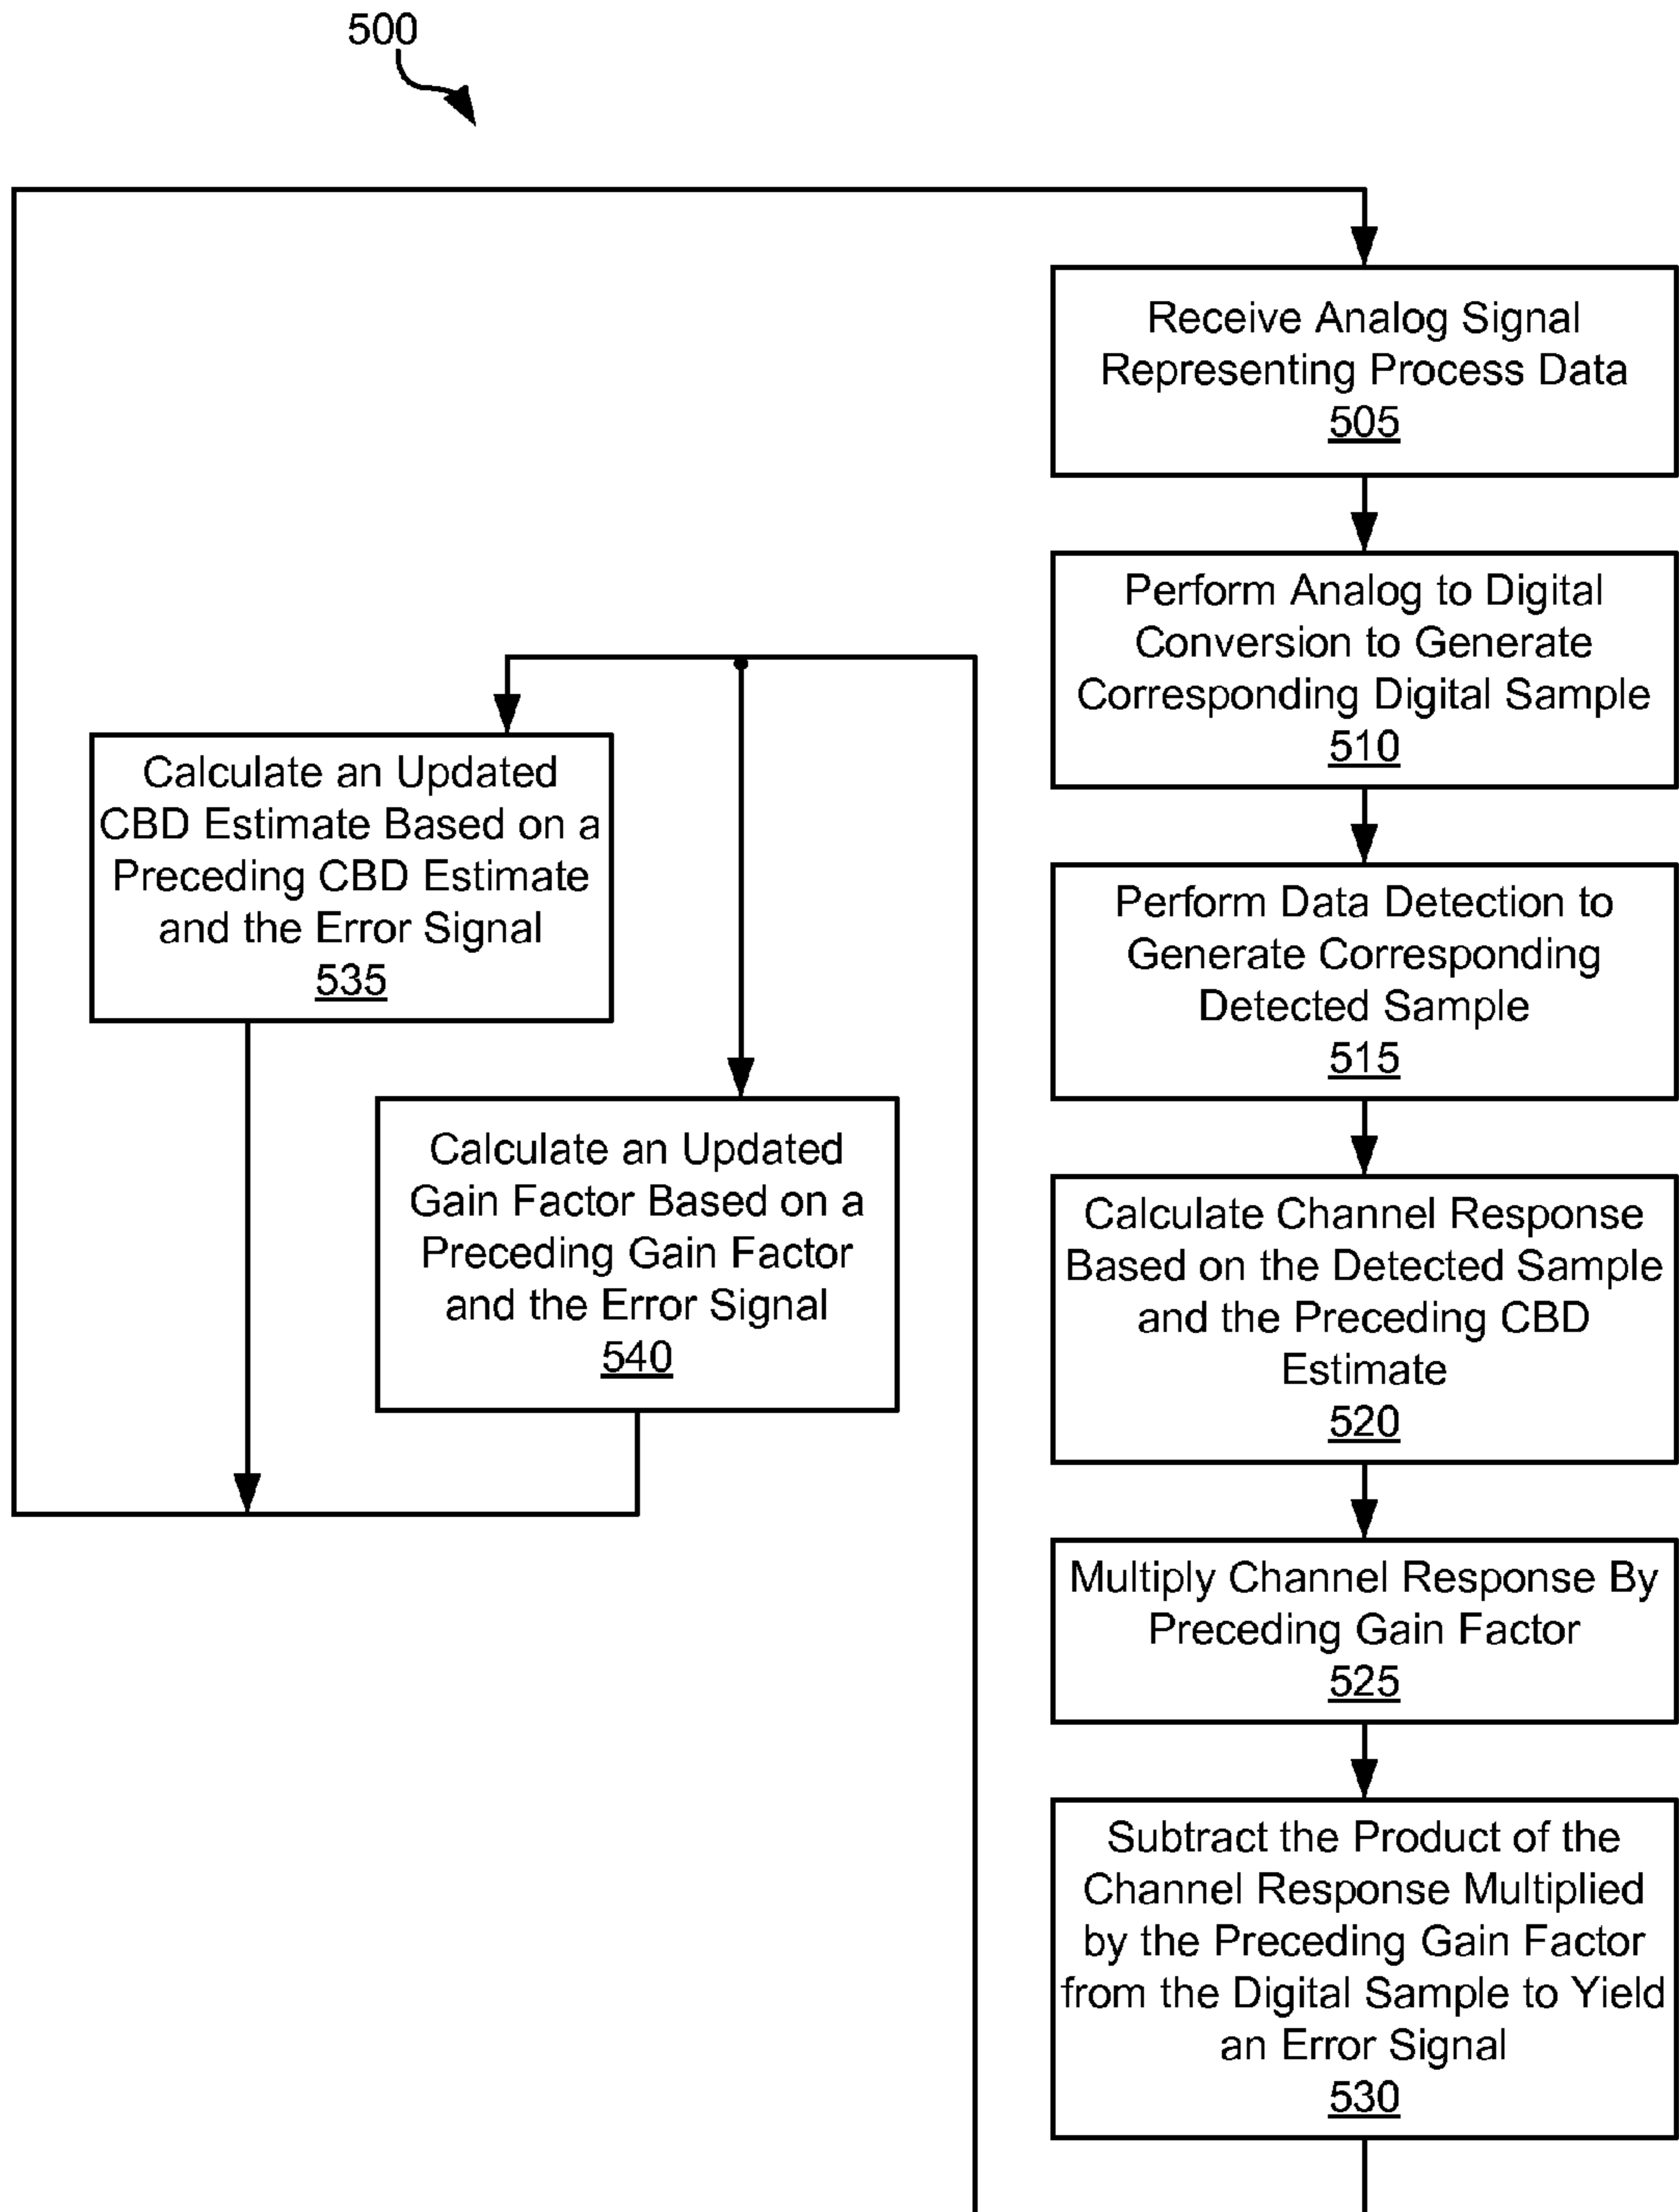 500
Receive Analog Signal
Representing Process Data
505
Perform Analog to Digital
Conversion to Generate
Corresponding Digital Sample
510
Perform Data Detection to
Generate Corresponding
Detected Sample
515
Calculate Channel Response
Based on the Detected Sample
and the Preceding CBD
Estimate
520
Multiply Channel Response By
Preceding Gain Factor
525
Subtract the Product of the
Channel Response Multiplied
by the Preceding Gain Factor
from the Digital Sample to Yield
an Error Signal
530
Calculate an Updated
CBD Estimate Based on a
Preceding CBD Estimate
and the Error Signal
535
Calculate an Updated
Gain Factor Based on a
Preceding Gain Factor
and the Error Signal
540